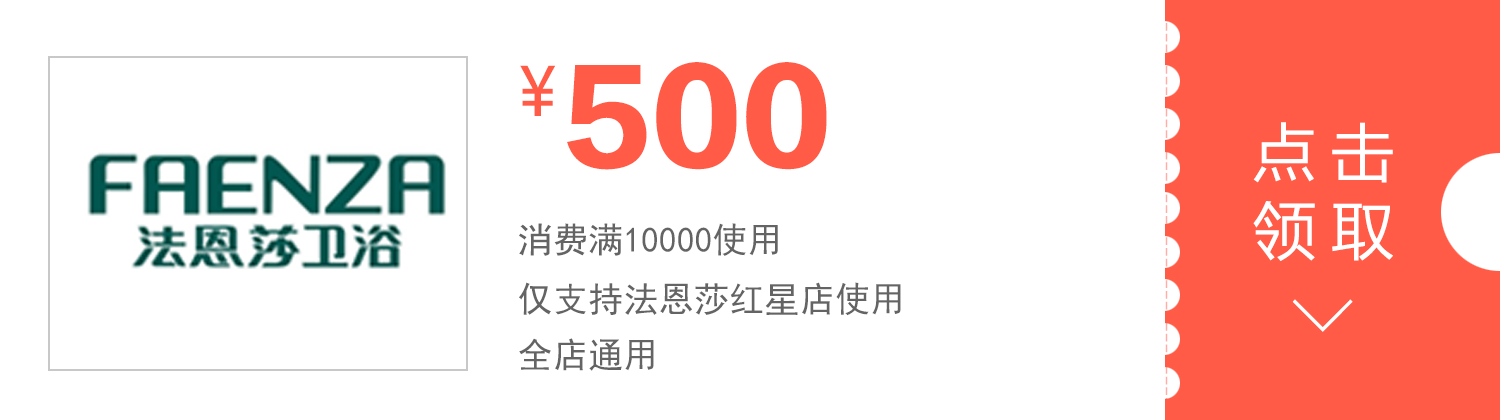 FAENZA
法恩莎卫浴
¥500
消费满10000使用
仅支持法恩莎红星店使用
全店通用
点击
领取